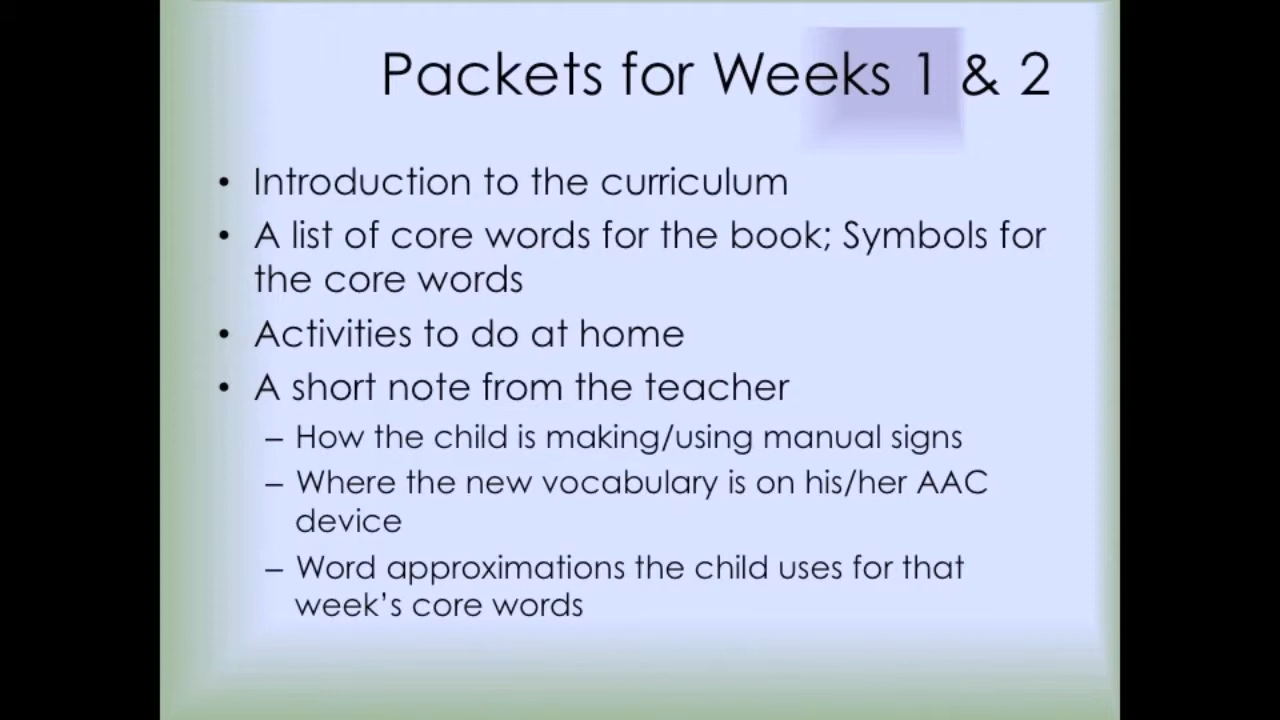 Packets for Weeks 1 & 2
• Introduction to the curriculum
• A list of core words for the book; Symbols for
the core words
• Activities to do at home
• A short note from the teacher
– How the child is making/using manual signs
– Where the new vocabulary is on his/her AAC
device
– Word approximations the child uses for that
week’s core words